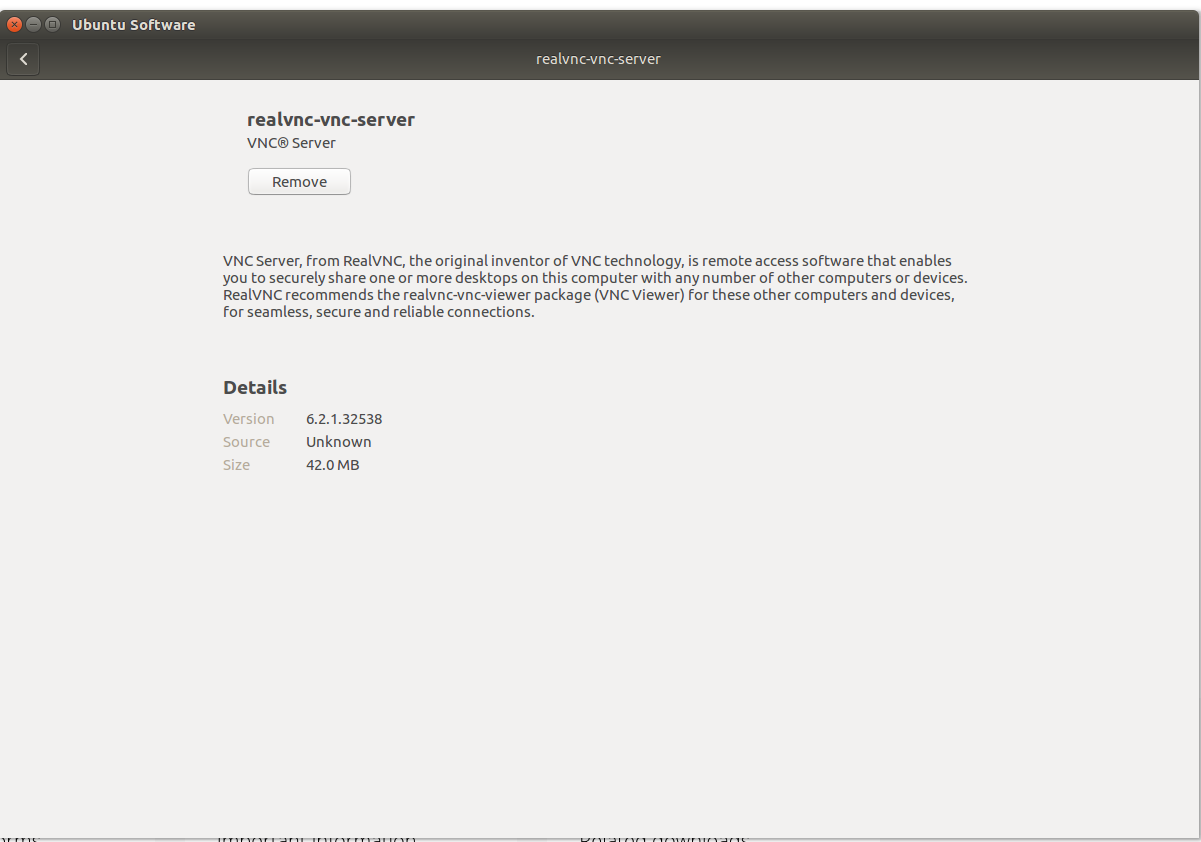 Ubuntu Software
realvnc-vnc-server
realvnc-vnc-server
VNC® Server
Remove
VNC Server, from RealVNC, the original inventor of VNC technology, is remote access software that enables
you to securely share one or more desktops on this computer with any number of other computers or devices.
RealVNC recommends the realvnc-vnc-viewer package (VNC Viewer) for these other computers and devices,
for seamless, secure and reliable connections.
Details
Version 6.2.1.32538
Source Unknown
Size 42.0 MB
Important information Related downloads